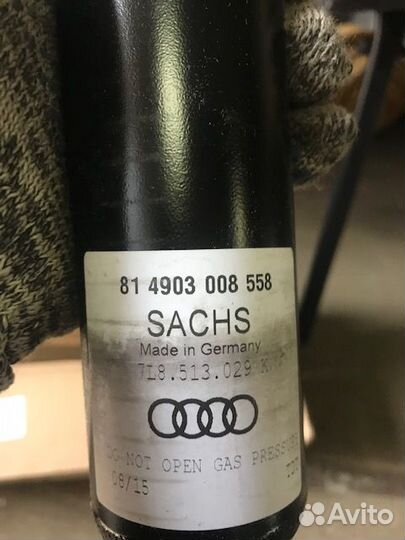 81 4903 008 558
SACHS
Made in Germany
7L8.513.029 K
DO NOT OPEN GAS PRESSURE
08/15
Avito